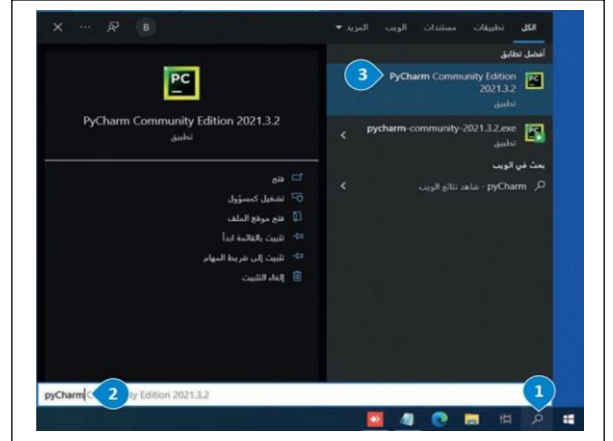 الكل تطبيقات مستندات الويب المزيد
B
أفضل تطابق
PyCharm Community Edition
2021.3.2
تطبيق
3
pycharm-community-2021.3.2.exe
تطبيق
بحث في الويب
pyCharm - شاهد نتائج الويب
PC
PyCharm Community Edition 2021.3.2
تطبيق
فتح
تشغيل كمسؤول
فتح موقع الملف
تثبيت بالقائمة ابدأ
تثبيت إلى شريط المهام
إلغاء التثبيت
pyCharm Community Edition 2021.3.2
2
1